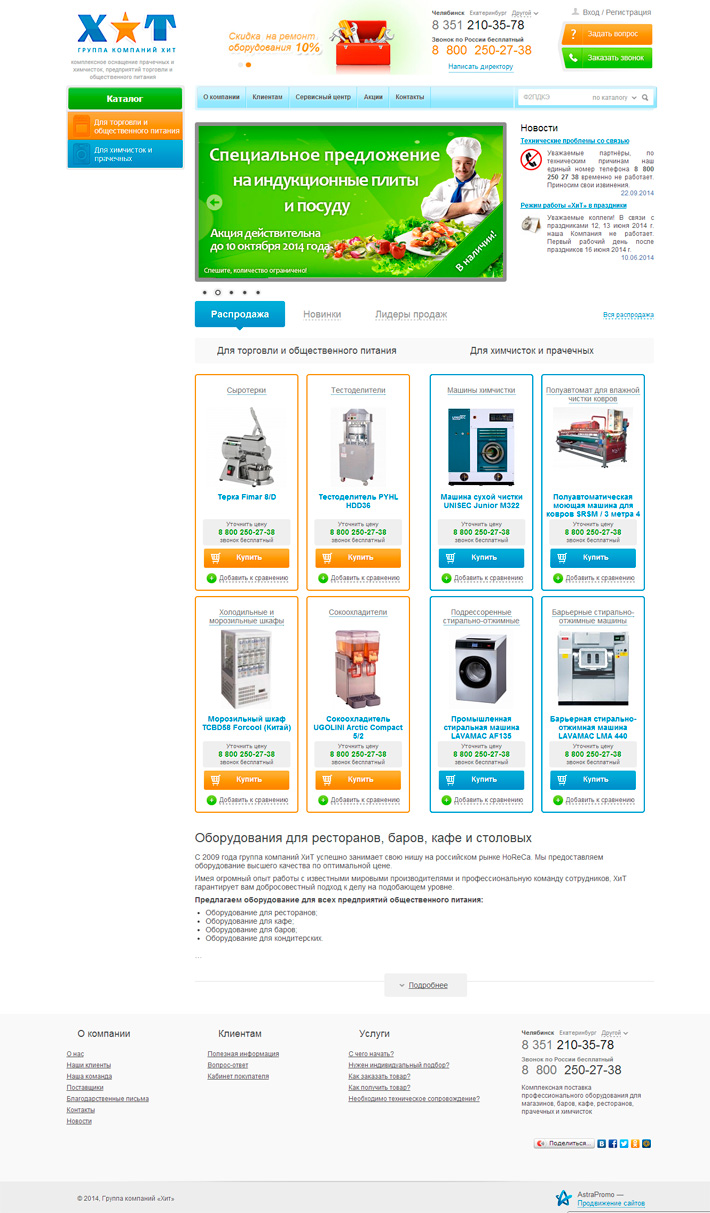 ХИТ
ГРУППА КОМПАНИЙ ХИТ
комплексное оснащение прачечных и
химчисток, предприятий торговли и
общественного питания
Скидка на ремонт
оборудования 10%
Челябинск Екатеринбург Другой
8 351 210-35-78
Звонок по России бесплатный
8 800 250-27-38
Написать директору
Вход / Регистрация
Задать вопрос
Заказать звонок
Каталог
Для торговли и
общественного питания
Для химчисток и
прачечных
О компании Клиентам Сервисный центр Акции Контакты
по каталогу
Специальное предложение
на индукционные плиты
и посуду
Акция действительна
до 10 октября 2014 года
Спешите, количество ограничено!
В наличии!
Новости
Технические проблемы со связью
Уважаемые партнёры, по
техническим причинам наш
единый номер телефона 8 800
250 27 38 временно не работает.
Приносим свои извинения.
22.09.2014
Режим работы «ХиТ» в праздники
Уважаемые коллеги! В связи с
праздниками 12, 13 июня 2014 г.
наша Компания не работает.
Первый рабочий день после
праздников 16 июня 2014 г.
10.06.2014
Распродажа Новинки Лидеры продаж Вся распродажа
Для торговли и общественного питания Для химчисток и прачечных
Сыротерки
Терка Fimar 8/D
Уточнить цену
8 800 250-27-38
звонок бесплатный
Купить
Добавить к сравнению
Тестоделители
Тестоделитель PYHL
HDD36
Уточнить цену
8 800 250-27-38
звонок бесплатный
Купить
Добавить к сравнению
Машины химчистки
Машина сухой чистки
UNISEC Junior M322
Уточнить цену
8 800 250-27-38
звонок бесплатный
Купить
Добавить к сравнению
Полуавтомат для влажной
чистки ковров
Полуавтоматическая
моющая машина для
ковров SRSM / 3 метра 4
Уточнить цену
8 800 250-27-38
звонок бесплатный
Купить
Добавить к сравнению
Холодильные и
морозильные шкафы
Морозильный шкаф
TCBD58 Forcool (Китай)
Уточнить цену
8 800 250-27-38
звонок бесплатный
Купить
Добавить к сравнению
Сокоохладители
Сокоохладитель
UGOLINI Arctic Compact
5/2
Уточнить цену
8 800 250-27-38
звонок бесплатный
Купить
Добавить к сравнению
Подрессоренные
стирально-отжимные
Промышленная
стиральная машина
LAVAMAC AF135
Уточнить цену
8 800 250-27-38
звонок бесплатный
Купить
Добавить к сравнению
Барьерные стирально-
отжимные машины
Барьерная стирально-
отжимная машина
LAVAMAC LMA 440
Уточнить цену
8 800 250-27-38
звонок бесплатный
Купить
Добавить к сравнению
Оборудования для ресторанов, баров, кафе и столовых
С 2009 года группа компаний ХиТ успешно занимает свою нишу на российском рынке HoReCa. Мы предоставляем
оборудование высшего качества по оптимальной цене.
Имея огромный опыт работы с известными мировыми производителями и профессиональную команду сотрудников, ХиТ
гарантирует вам добросовестный подход к делу на подобающем уровне.
Предлагаем оборудование для всех предприятий общественного питания:
• Оборудование для ресторанов;
• Оборудование для кафе;
• Оборудование для баров;
• Оборудование для кондитерских.
...
Подробнее
О компании
О нас
Наши клиенты
Наша команда
Поставщики
Благодарственные письма
Контакты
Новости
Клиентам
Полезная информация
Вопрос-ответ
Кабинет покупателя
Услуги
С чего начать?
Нужен индивидуальный подбор?
Как заказать товар?
Как получить товар?
Необходимо техническое сопровождение?
Челябинск Екатеринбург Другой
8 351 210-35-78
Звонок по России бесплатный
8 800 250-27-38
Комплексная поставка
профессионального оборудования для
магазинов, баров, кафе, ресторанов,
прачечных и химчисток
Поделиться...
© 2014, Группа компаний «Хит»
AstraPromo —
Продвижение сайтов